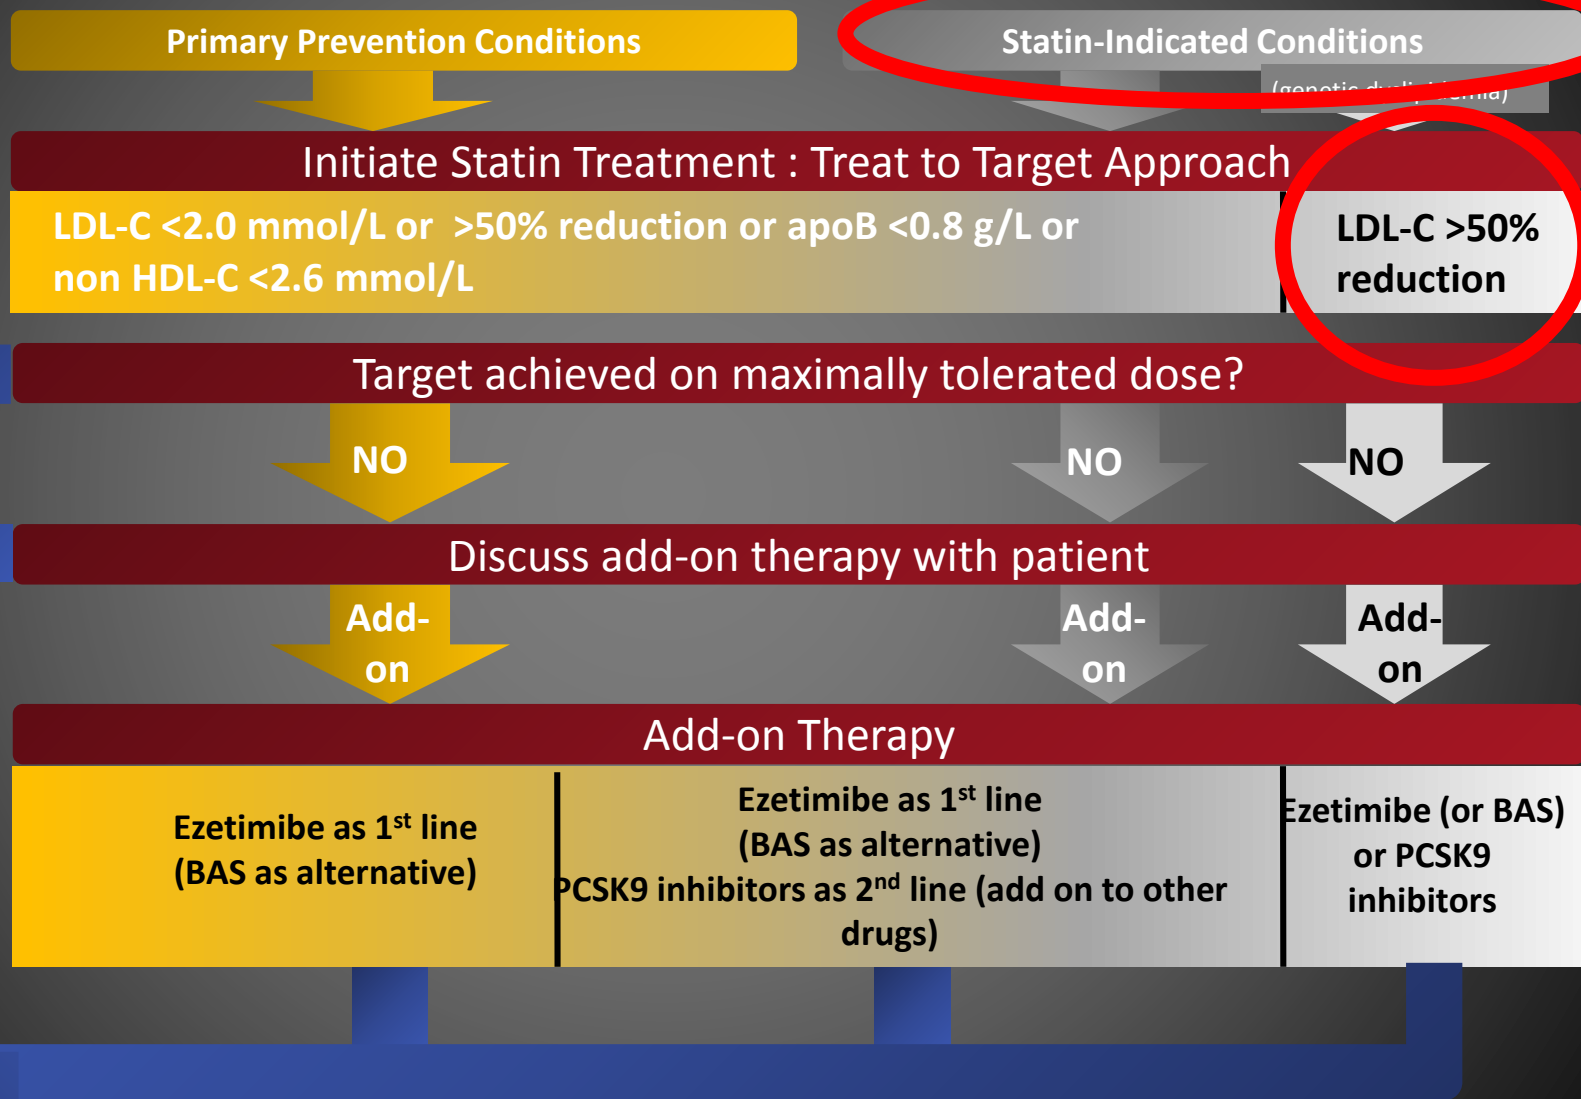 Primary Prevention Conditions
Statin-Indicated Conditions
(genetic dyslipidemia)
Initiate Statin Treatment : Treat to Target Approach
LDL-C <2.0 mmol/L or  >50% reduction or apoB <0.8 g/L or
non HDL-C <2.6 mmol/L
LDL-C >50%
reduction
Target achieved on maximally tolerated dose?
NO
NO
NO
Discuss add-on therapy with patient
Add-
on
Add-
on
Add-
on
Add-on Therapy
Ezetimibe as 1st line
(BAS as alternative)
Ezetimibe as 1st line
(BAS as alternative)
PCSK9 inhibitors as 2nd line (add on to other
drugs)
Ezetimibe (or BAS)
or PCSK9
inhibitors